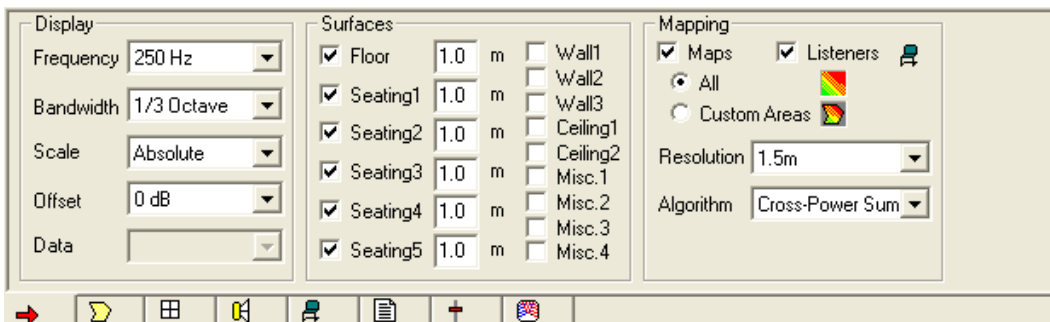 Display
Frequency 250 Hz
Bandwidth 1/3 Octave
Scale Absolute
Offset 0 dB
Data
Surfaces
Floor 1.0 m
Seating1 1.0 m
Seating2 1.0 m
Seating3 1.0 m
Seating4 1.0 m
Seating5 1.0 m
Wall1
Wall2
Wall3
Ceiling1
Ceiling2
Misc.1
Misc.2
Misc.3
Misc.4
Mapping
Maps Listeners
All
Custom Areas
Resolution 1.5m
Algorithm Cross-Power Sum